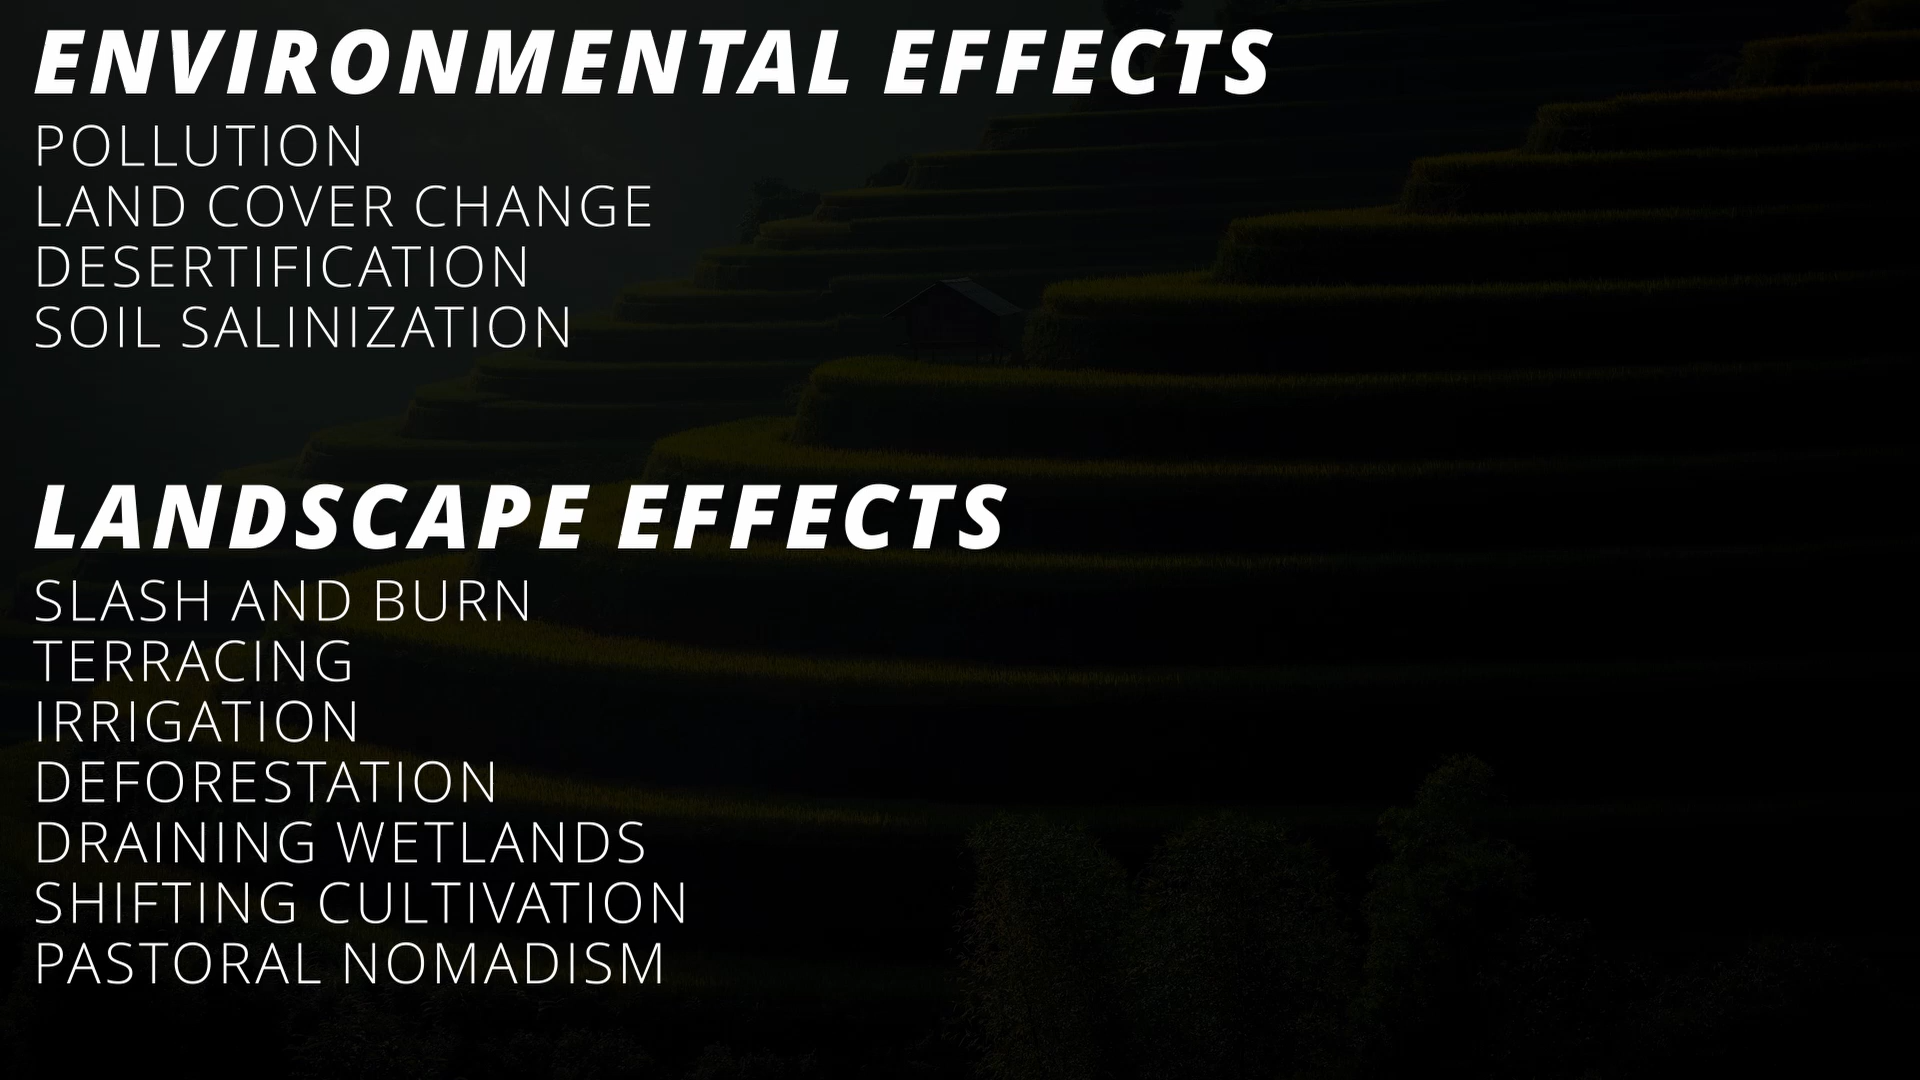 ENVIRONMENTAL EFFECTS
POLLUTION
LAND COVER CHANGE
DESERTIFICATION
SOIL SALINIZATION
LANDSCAPE EFFECTS
SLASH AND BURN
TERRACING
IRRIGATION
DEFORESTATION
DRAINING WETLANDS
SHIFTING CULTIVATION
PASTORAL NOMADISM